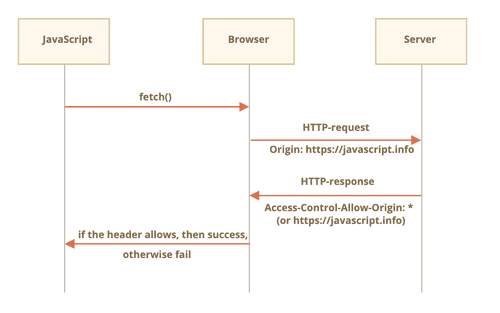 JavaScript
Browser
Server
fetch()
HTTP-request
Origin: https://javascript.info
HTTP-response
Access-Control-Allow-Origin: *
(or https://javascript.info)
if the header allows, then success,
otherwise fail